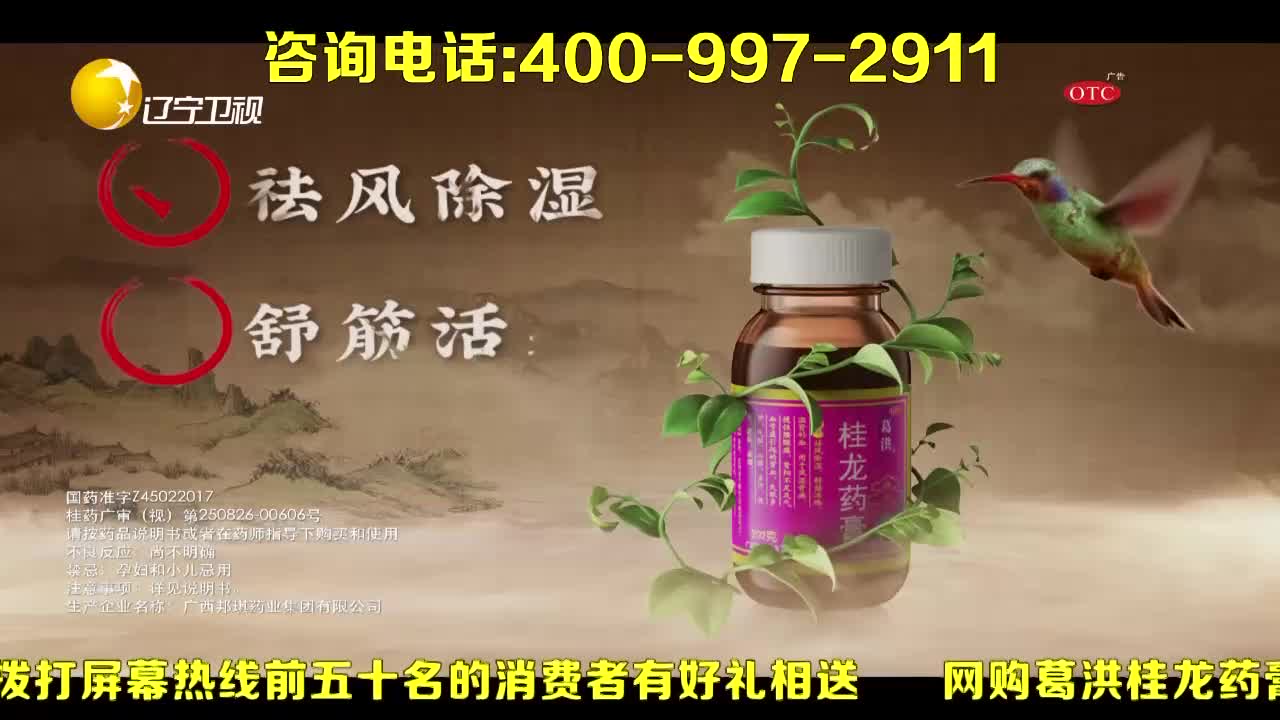 咨询电话:400-997-2911
广告
OTC
辽宁卫视
祛风除湿
舒筋活
葛洪
桂龙药膏
202克
国药准字Z45022017
桂药广审（视）第250826-00606号
请按药品说明书或者在药师指导下购买和使用
不良反应：尚不明确
禁忌：孕妇和小儿忌用
注意事项：详见说明书
生产企业名称：广西邦琪药业集团有限公司
拨打屏幕热线前五十名的消费者有好礼相送 网购葛洪桂龙药膏